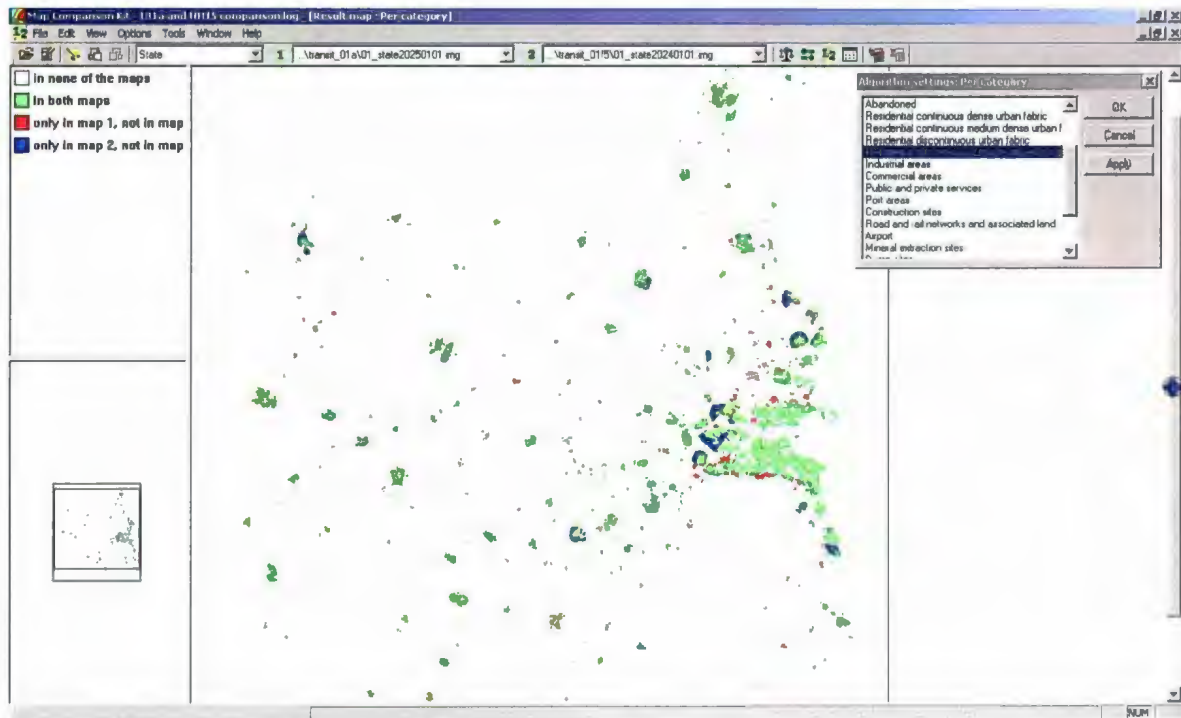 Map Comparison Kit - 01a and 01f5 comparison.log - [Result map : Per category]
File Edit View Options Tools Window Help
State 1 ..\transit_01a\01_state20250101.img 2 ..\transit_01f5\01_state20240101.img
in none of the maps
in both maps
only in map 1, not in map
only in map 2, not in map
Algorithm settings: Per category
Abandoned
Residential continuous dense urban fabric
Residential continuous medium dense urban f
Residential discontinuous urban fabric
Industrial areas
Commercial areas
Public and private services
Port areas
Construction sites
Road and rail networks and associated land
Airport
Mineral extraction sites
OK
Cancel
Apply
NUM